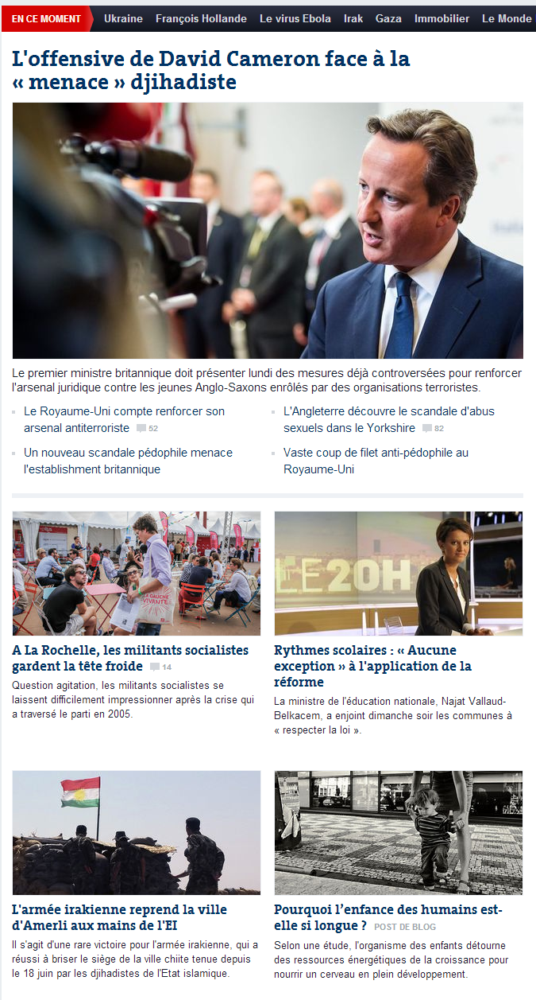 EN CE MOMENT Ukraine François Hollande Le virus Ebola Irak Gaza Immobilier Le Monde
L'offensive de David Cameron face à la
« menace » djihadiste
Le premier ministre britannique doit présenter lundi des mesures déjà controversées pour renforcer
l'arsenal juridique contre les jeunes Anglo-Saxons enrôlés par des organisations terroristes.
Le Royaume-Uni compte renforcer son
arsenal antiterroriste 52
Un nouveau scandale pédophile menace
l'establishment britannique
L'Angleterre découvre le scandale d'abus
sexuels dans le Yorkshire 82
Vaste coup de filet anti-pédophile au
Royaume-Uni
LA GAUCHE
VIVANTE
A La Rochelle, les militants socialistes
gardent la tête froide 14
Question agitation, les militants socialistes se
laissent difficilement impressionner après la crise qui
a traversé le parti en 2005.
LE20H
Rythmes scolaires : « Aucune
exception » à l'application de la
réforme
La ministre de l'éducation nationale, Najat Vallaud-
Belkacem, a enjoint dimanche soir les communes à
« respecter la loi ».
L'armée irakienne reprend la ville
d'Amerli aux mains de l'EI
Il s'agit d'une rare victoire pour l'armée irakienne, qui a
réussi à briser le siège de la ville chiite tenue depuis
le 18 juin par les djihadistes de l'Etat islamique.
Pourquoi l’enfance des humains est-
elle si longue ? POST DE BLOG
Selon une étude, l'organisme des enfants détourne
des ressources énergétiques de la croissance pour
nourrir un cerveau en plein développement.